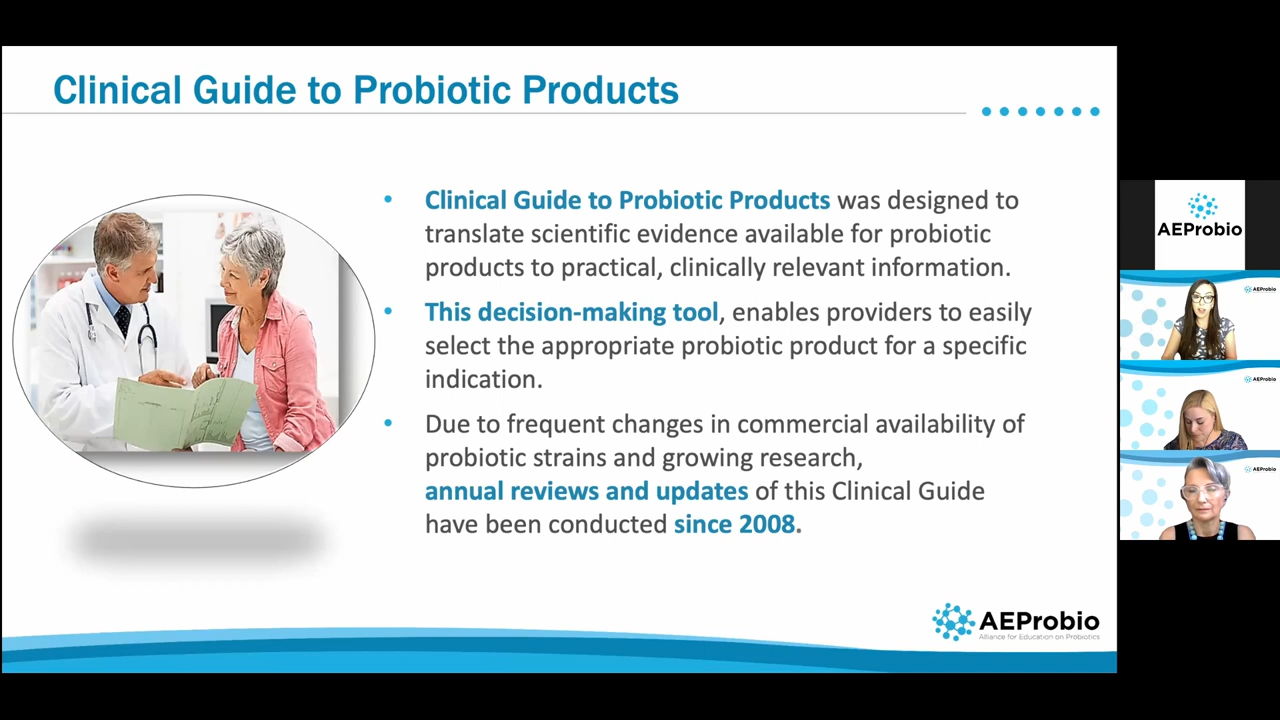 Clinical Guide to Probiotic Products
• Clinical Guide to Probiotic Products was designed to
translate scientific evidence available for probiotic
products to practical, clinically relevant information.
• This decision-making tool, enables providers to easily
select the appropriate probiotic product for a specific
indication.
• Due to frequent changes in commercial availability of
probiotic strains and growing research,
annual reviews and updates of this Clinical Guide
have been conducted since 2008.
AEProbio
Alliance for Education on Probiotics
AEProbio
AEProbio
AEProbio
AEProbio